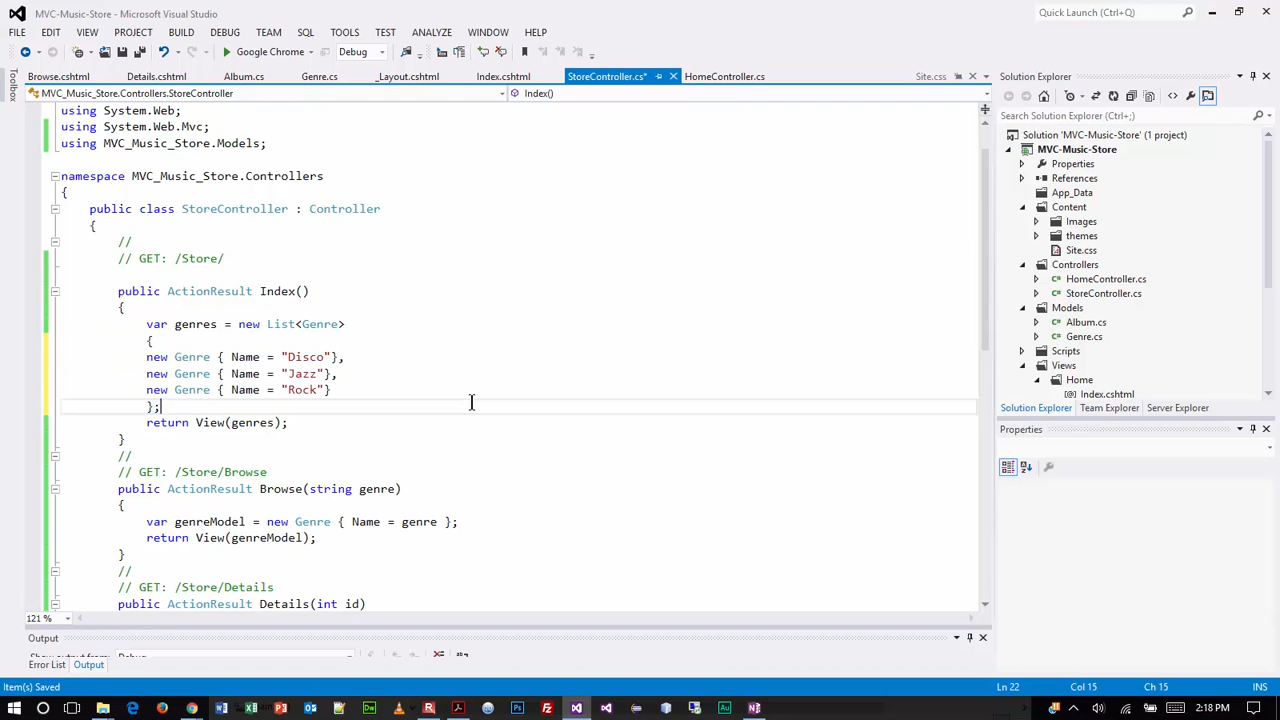 MVC-Music-Store - Microsoft Visual Studio
Quick Launch (Ctrl+Q)
FILE EDIT VIEW PROJECT BUILD DEBUG TEAM SQL TOOLS TEST ANALYZE WINDOW HELP
Google Chrome Debug
Toolbox
Browse.cshtml Details.cshtml Album.cs Genre.cs _Layout.cshtml Index.cshtml StoreController.cs* HomeController.cs Site.css
MVC_Music_Store.Controllers.StoreController Index()
using System.Web;
using System.Web.Mvc;
using MVC_Music_Store.Models;
namespace MVC_Music_Store.Controllers
{
public class StoreController : Controller
{
//
// GET: /Store/
public ActionResult Index()
{
var genres = new List<Genre>
{
new Genre { Name = "Disco"},
new Genre { Name = "Jazz"},
new Genre { Name = "Rock"}
};
return View(genres);
}
//
// GET: /Store/Browse
public ActionResult Browse(string genre)
{
var genreModel = new Genre { Name = genre };
return View(genreModel);
}
//
// GET: /Store/Details
public ActionResult Details(int id)
121 %
Output
Show output from: Debug
Error List Output
Solution Explorer
Search Solution Explorer (Ctrl+;)
Solution 'MVC-Music-Store' (1 project)
MVC-Music-Store
Properties
References
App_Data
Content
Images
themes
Site.css
Controllers
HomeController.cs
StoreController.cs
Models
Album.cs
Genre.cs
Scripts
Views
Home
Index.cshtml
Solution Explorer Team Explorer Server Explorer
Properties
Item(s) Saved Ln 22 Col 15 Ch 15 INS
2:18 PM